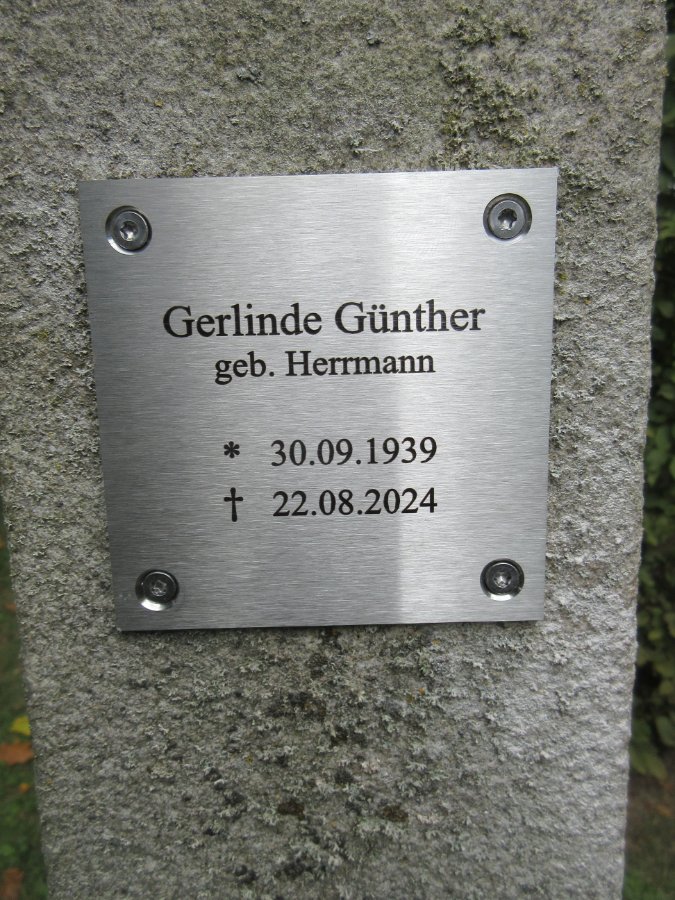 Gerlinde Günther
geb. Herrmann
* 30.09.1939
† 22.08.2024